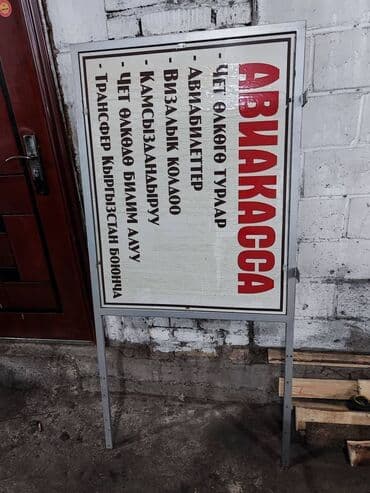 АВИАКАССА
- Чет өлкөгө турлар
- Авиабилеттер
- Визалык колдоо
- Камсыздандыруу
- Чет өлкөдө билим алуу
- Трансфер Кыргызстан боюнча